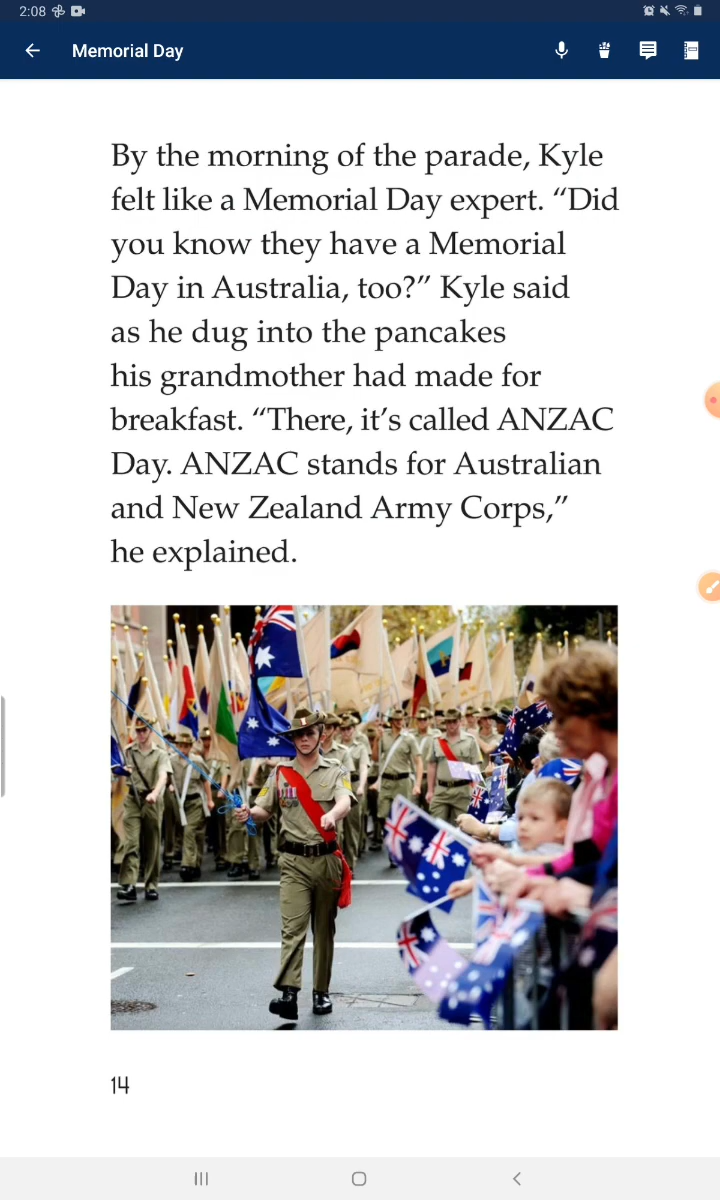 2:08
Memorial Day
By the morning of the parade, Kyle
felt like a Memorial Day expert. “Did
you know they have a Memorial
Day in Australia, too?” Kyle said
as he dug into the pancakes
his grandmother had made for
breakfast. “There, it’s called ANZAC
Day. ANZAC stands for Australian
and New Zealand Army Corps,”
he explained.
14